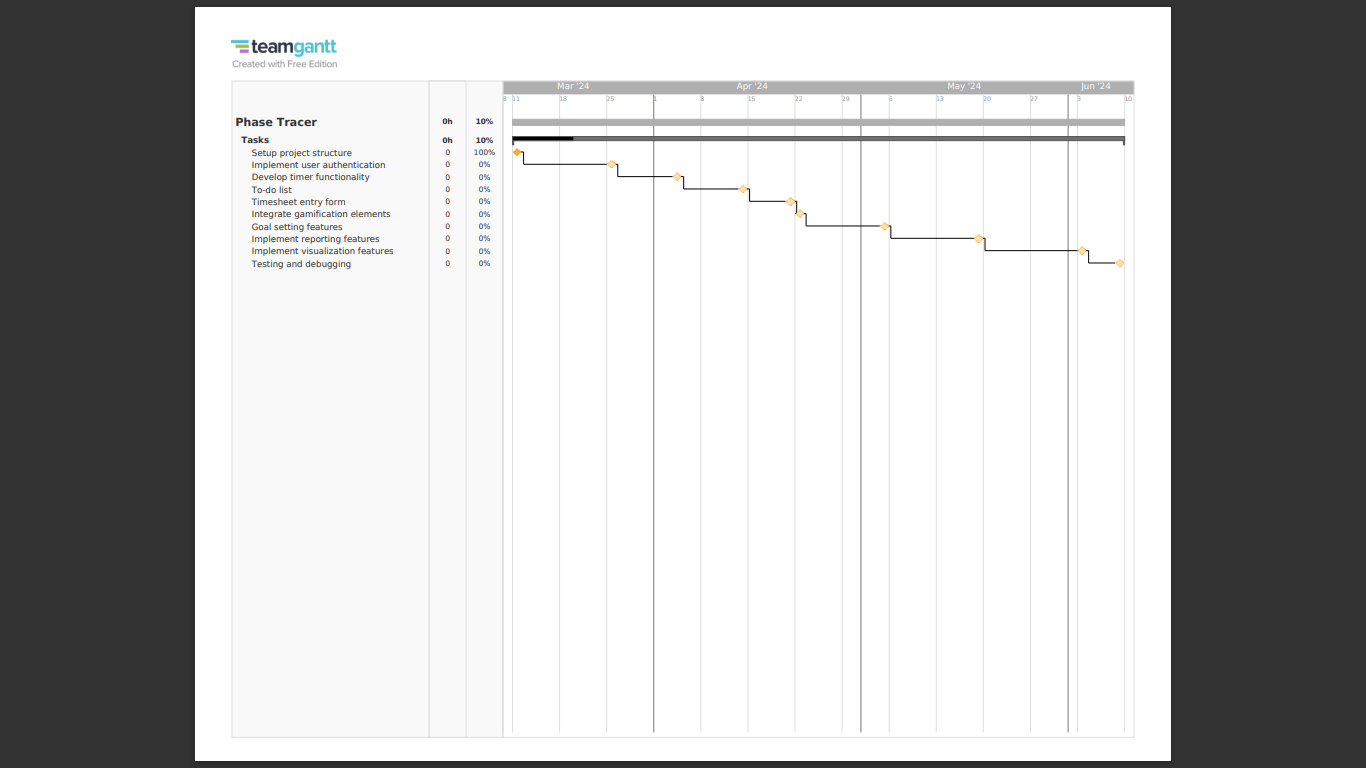 teamgantt
Created with Free Edition
Mar '24 Apr '24 May '24 Jun '24
8 11 18 25 1 8 15 22 29 6 13 20 27 3 10
Phase Tracer 0h 10%
Tasks 0h 10%
Setup project structure 0 100%
Implement user authentication 0 0%
Develop timer functionality 0 0%
To-do list 0 0%
Timesheet entry form 0 0%
Integrate gamification elements 0 0%
Goal setting features 0 0%
Implement reporting features 0 0%
Implement visualization features 0 0%
Testing and debugging 0 0%